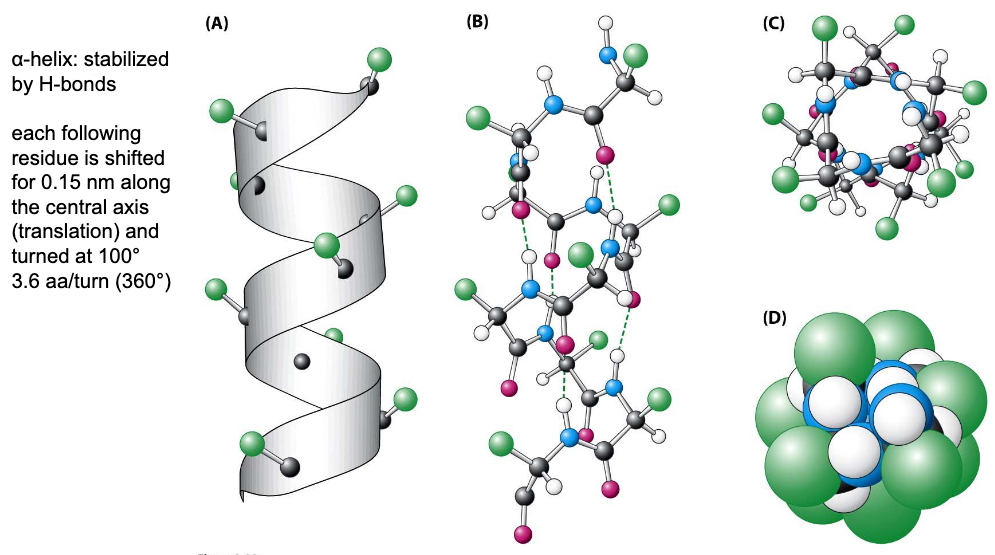 (A)
(B)
(C)
α-helix: stabilized
by H-bonds
each following
residue is shifted
for 0.15 nm along
the central axis
(translation) and
turned at 100°
3.6 aa/turn (360°)
(D)